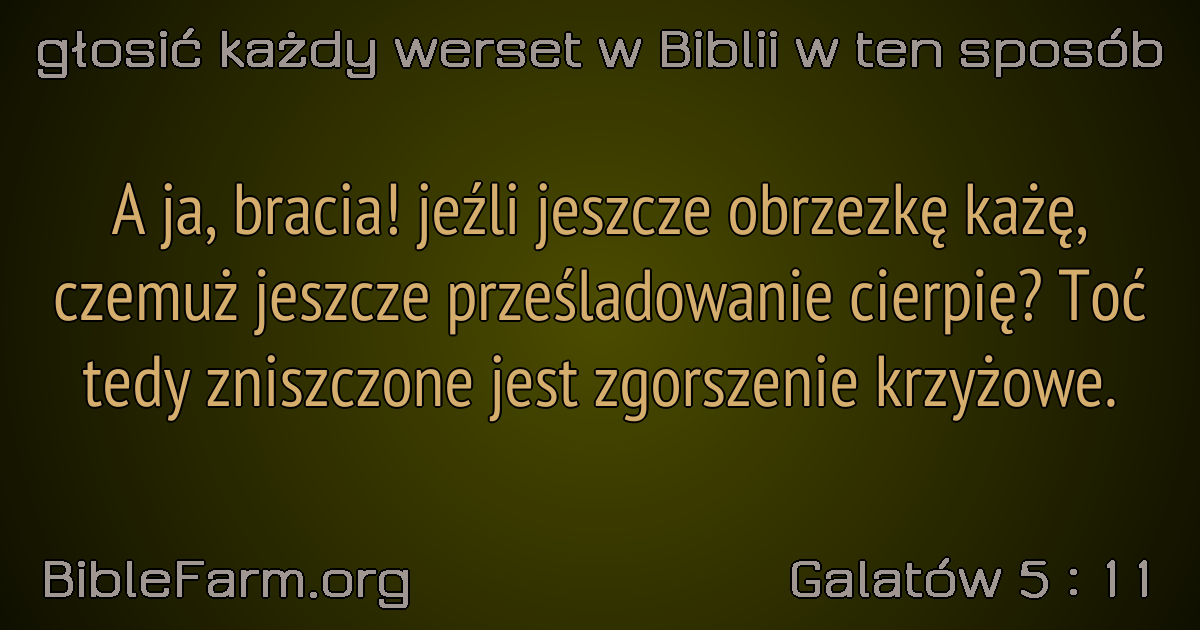 głosić każdy werset w Biblii w ten sposób
A ja, bracia! jeźli jeszcze obrzezkę każę,
czemuż jeszcze prześladowanie cierpię? Toć
tedy zniszczone jest zgorszenie krzyżowe.
BibleFarm.org
Galatów 5 : 11